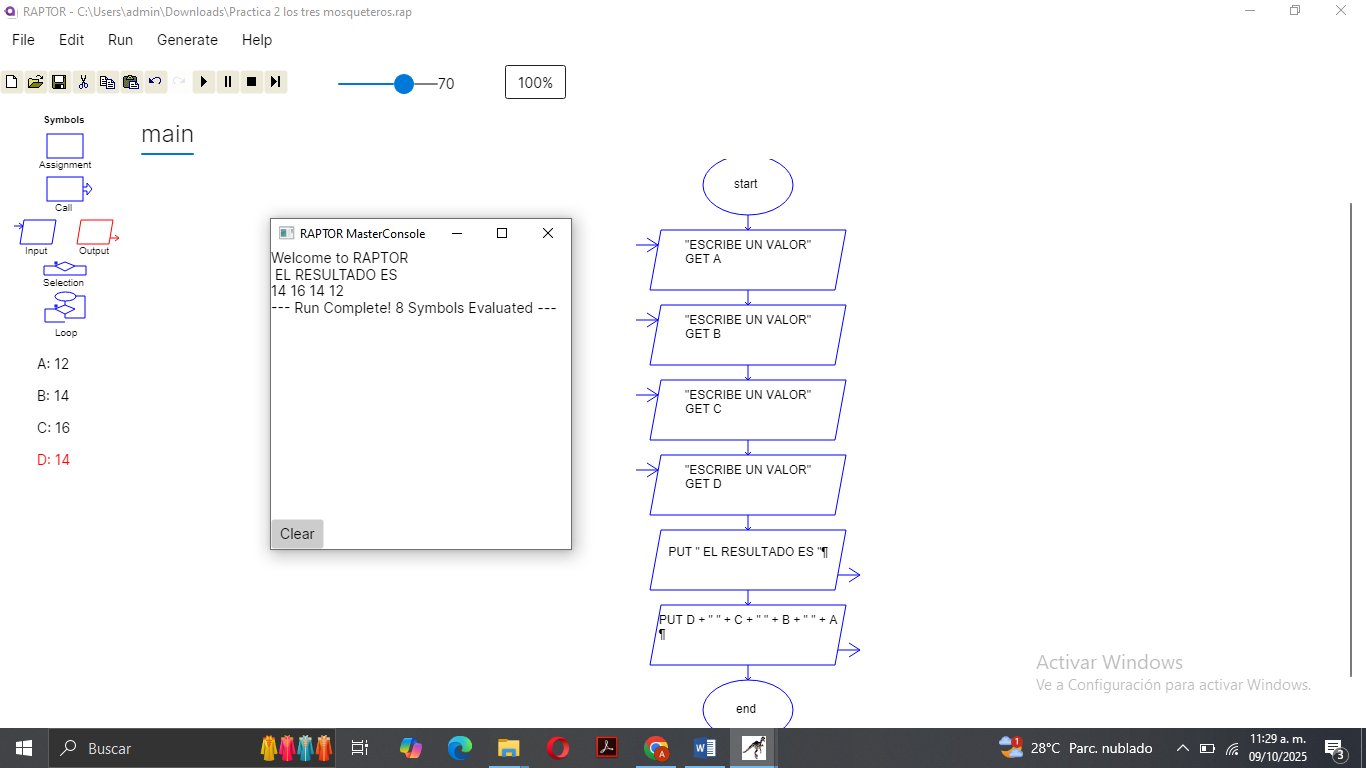 RAPTOR - C:\Users\admin\Downloads\Practica 2 los tres mosqueteros.rap
File Edit Run Generate Help
70
100%
Symbols
Assignment
Call
Input Output
Selection
Loop
A: 12
B: 14
C: 16
D: 14
main
RAPTOR MasterConsole
Welcome to RAPTOR
EL RESULTADO ES
14 16 14 12
--- Run Complete! 8 Symbols Evaluated ---
Clear
start
"ESCRIBE UN VALOR"
GET A
"ESCRIBE UN VALOR"
GET B
"ESCRIBE UN VALOR"
GET C
"ESCRIBE UN VALOR"
GET D
PUT " EL RESULTADO ES "¶
PUT D + " " + C + " " + B + " " + A
¶
end
Activar Windows
Ve a Configuración para activar Windows.
Buscar
1
28°C Parc. nublado
11:29 a. m.
09/10/2025
3